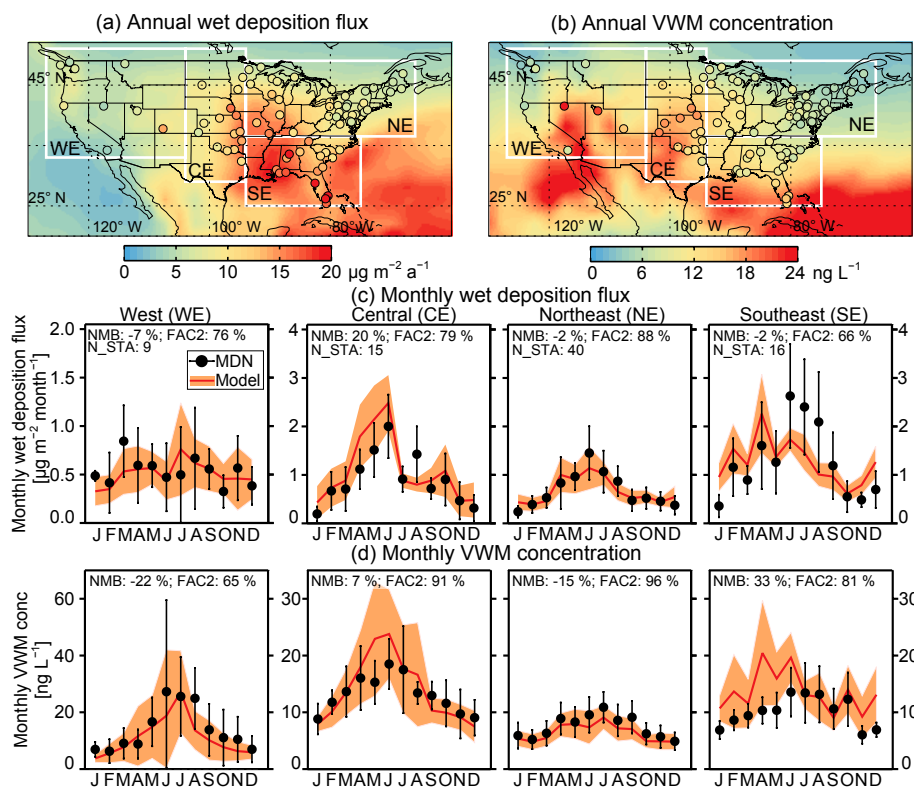 (a) Annual wet deposition flux
(b) Annual VWM concentration
45° N
WE
CE
NE
SE
25° N
120° W
100° W
80° W
45° N
WE
CE
NE
SE
25° N
120° W
100° W
80° W
0 5 10 15 20 µg m⁻² a⁻¹
0 6 12 18 24 ng L⁻¹
(c) Monthly wet deposition flux
West (WE)
Central (CE)
Northeast (NE)
Southeast (SE)
Monthly wet deposition flux
[µg m⁻² month⁻¹]
2.0
1.5
1.0
0.5
0.0
NMB: -7 %; FAC2: 76 %
N_STA: 9
MDN
Model
J F M A M J J A S O N D
4
3
2
1
0
NMB: 20 %; FAC2: 79 %
N_STA: 15
J F M A M J J A S O N D
NMB: -2 %; FAC2: 88 %
N_STA: 40
J F M A M J J A S O N D
NMB: -2 %; FAC2: 66 %
N_STA: 16
4
3
2
1
0
J F M A M J J A S O N D
(d) Monthly VWM concentration
Monthly VWM conc
[ng L⁻¹]
60
40
20
0
NMB: -22 %; FAC2: 65 %
J F M A M J J A S O N D
30
20
10
0
NMB: 7 %; FAC2: 91 %
J F M A M J J A S O N D
NMB: -15 %; FAC2: 96 %
J F M A M J J A S O N D
NMB: 33 %; FAC2: 81 %
30
20
10
0
J F M A M J J A S O N D